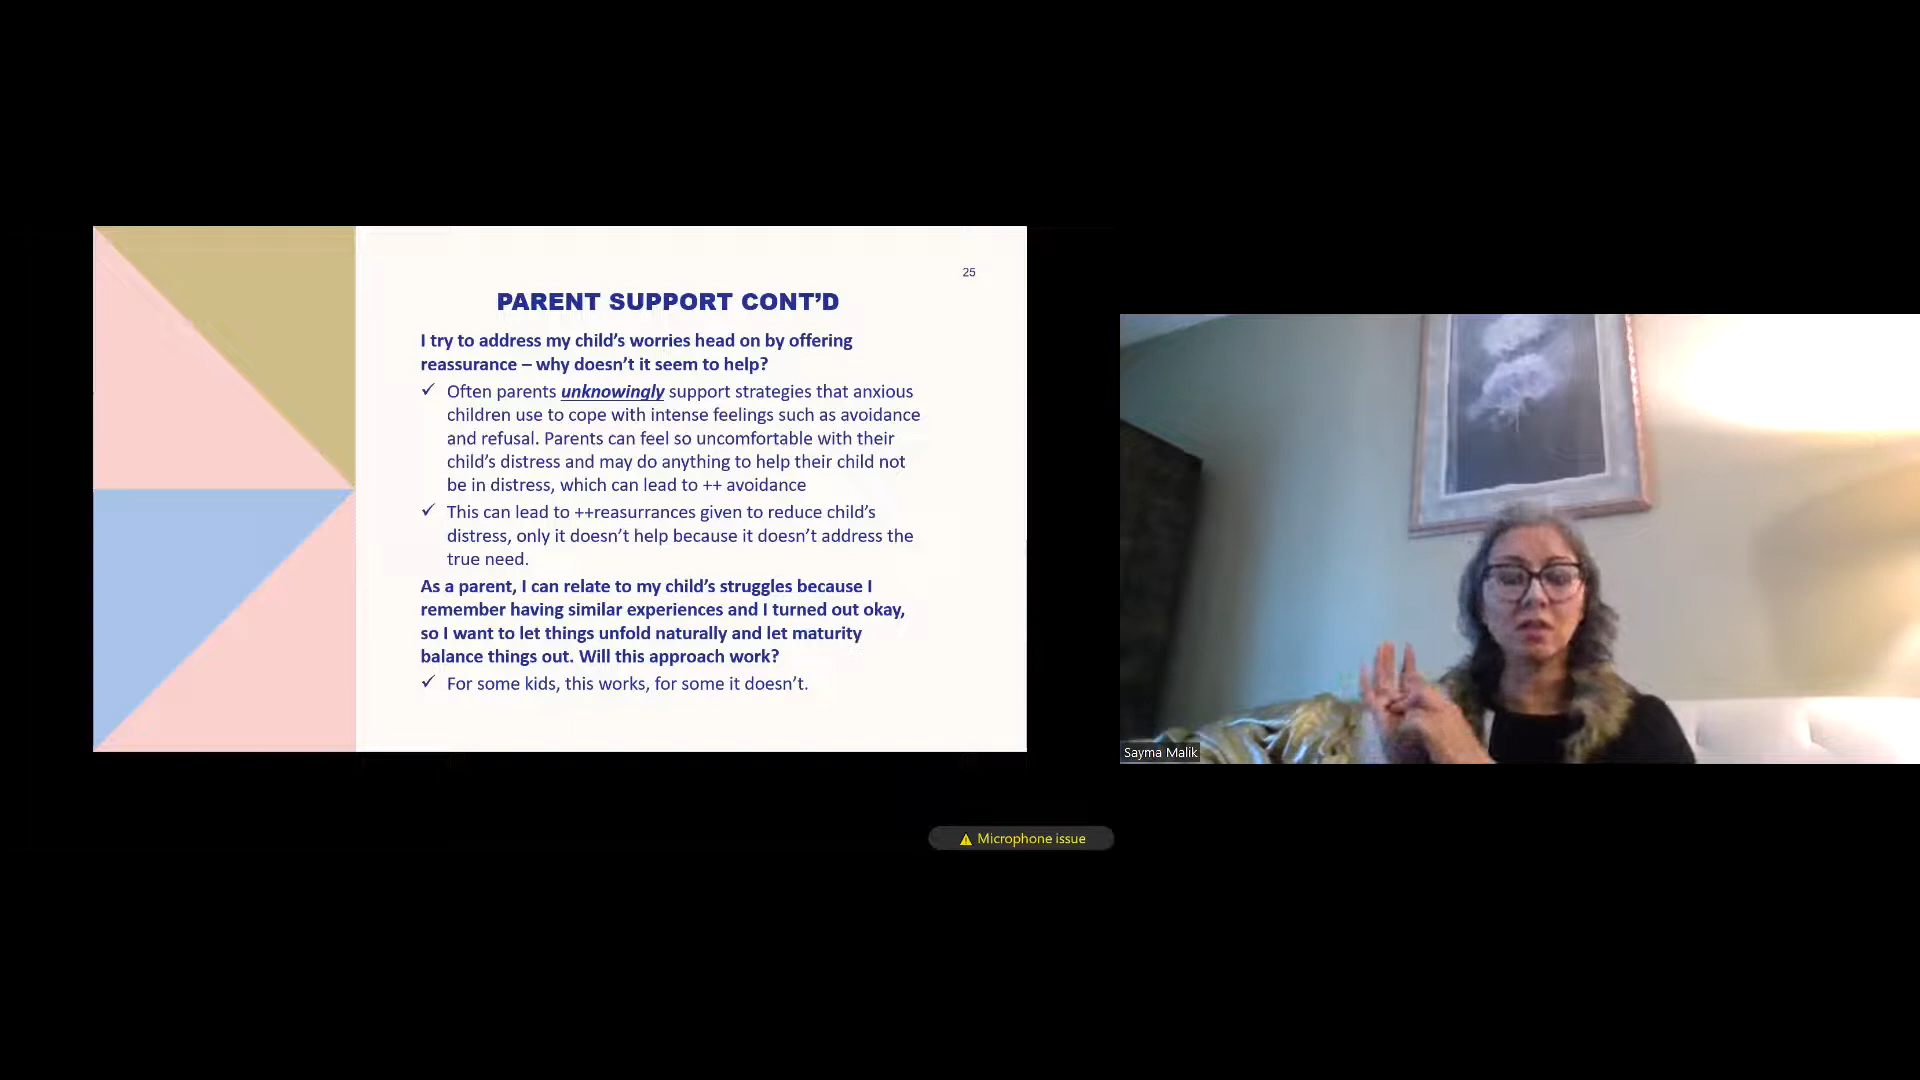 25
PARENT SUPPORT CONT’D
I try to address my child’s worries head on by offering
reassurance – why doesn’t it seem to help?
✓ Often parents unknowingly support strategies that anxious
children use to cope with intense feelings such as avoidance
and refusal. Parents can feel so uncomfortable with their
child’s distress and may do anything to help their child not
be in distress, which can lead to ++ avoidance
✓ This can lead to ++reasurrances given to reduce child’s
distress, only it doesn’t help because it doesn’t address the
true need.
As a parent, I can relate to my child’s struggles because I
remember having similar experiences and I turned out okay,
so I want to let things unfold naturally and let maturity
balance things out. Will this approach work?
✓ For some kids, this works, for some it doesn’t.
Sayma Malik
Microphone issue